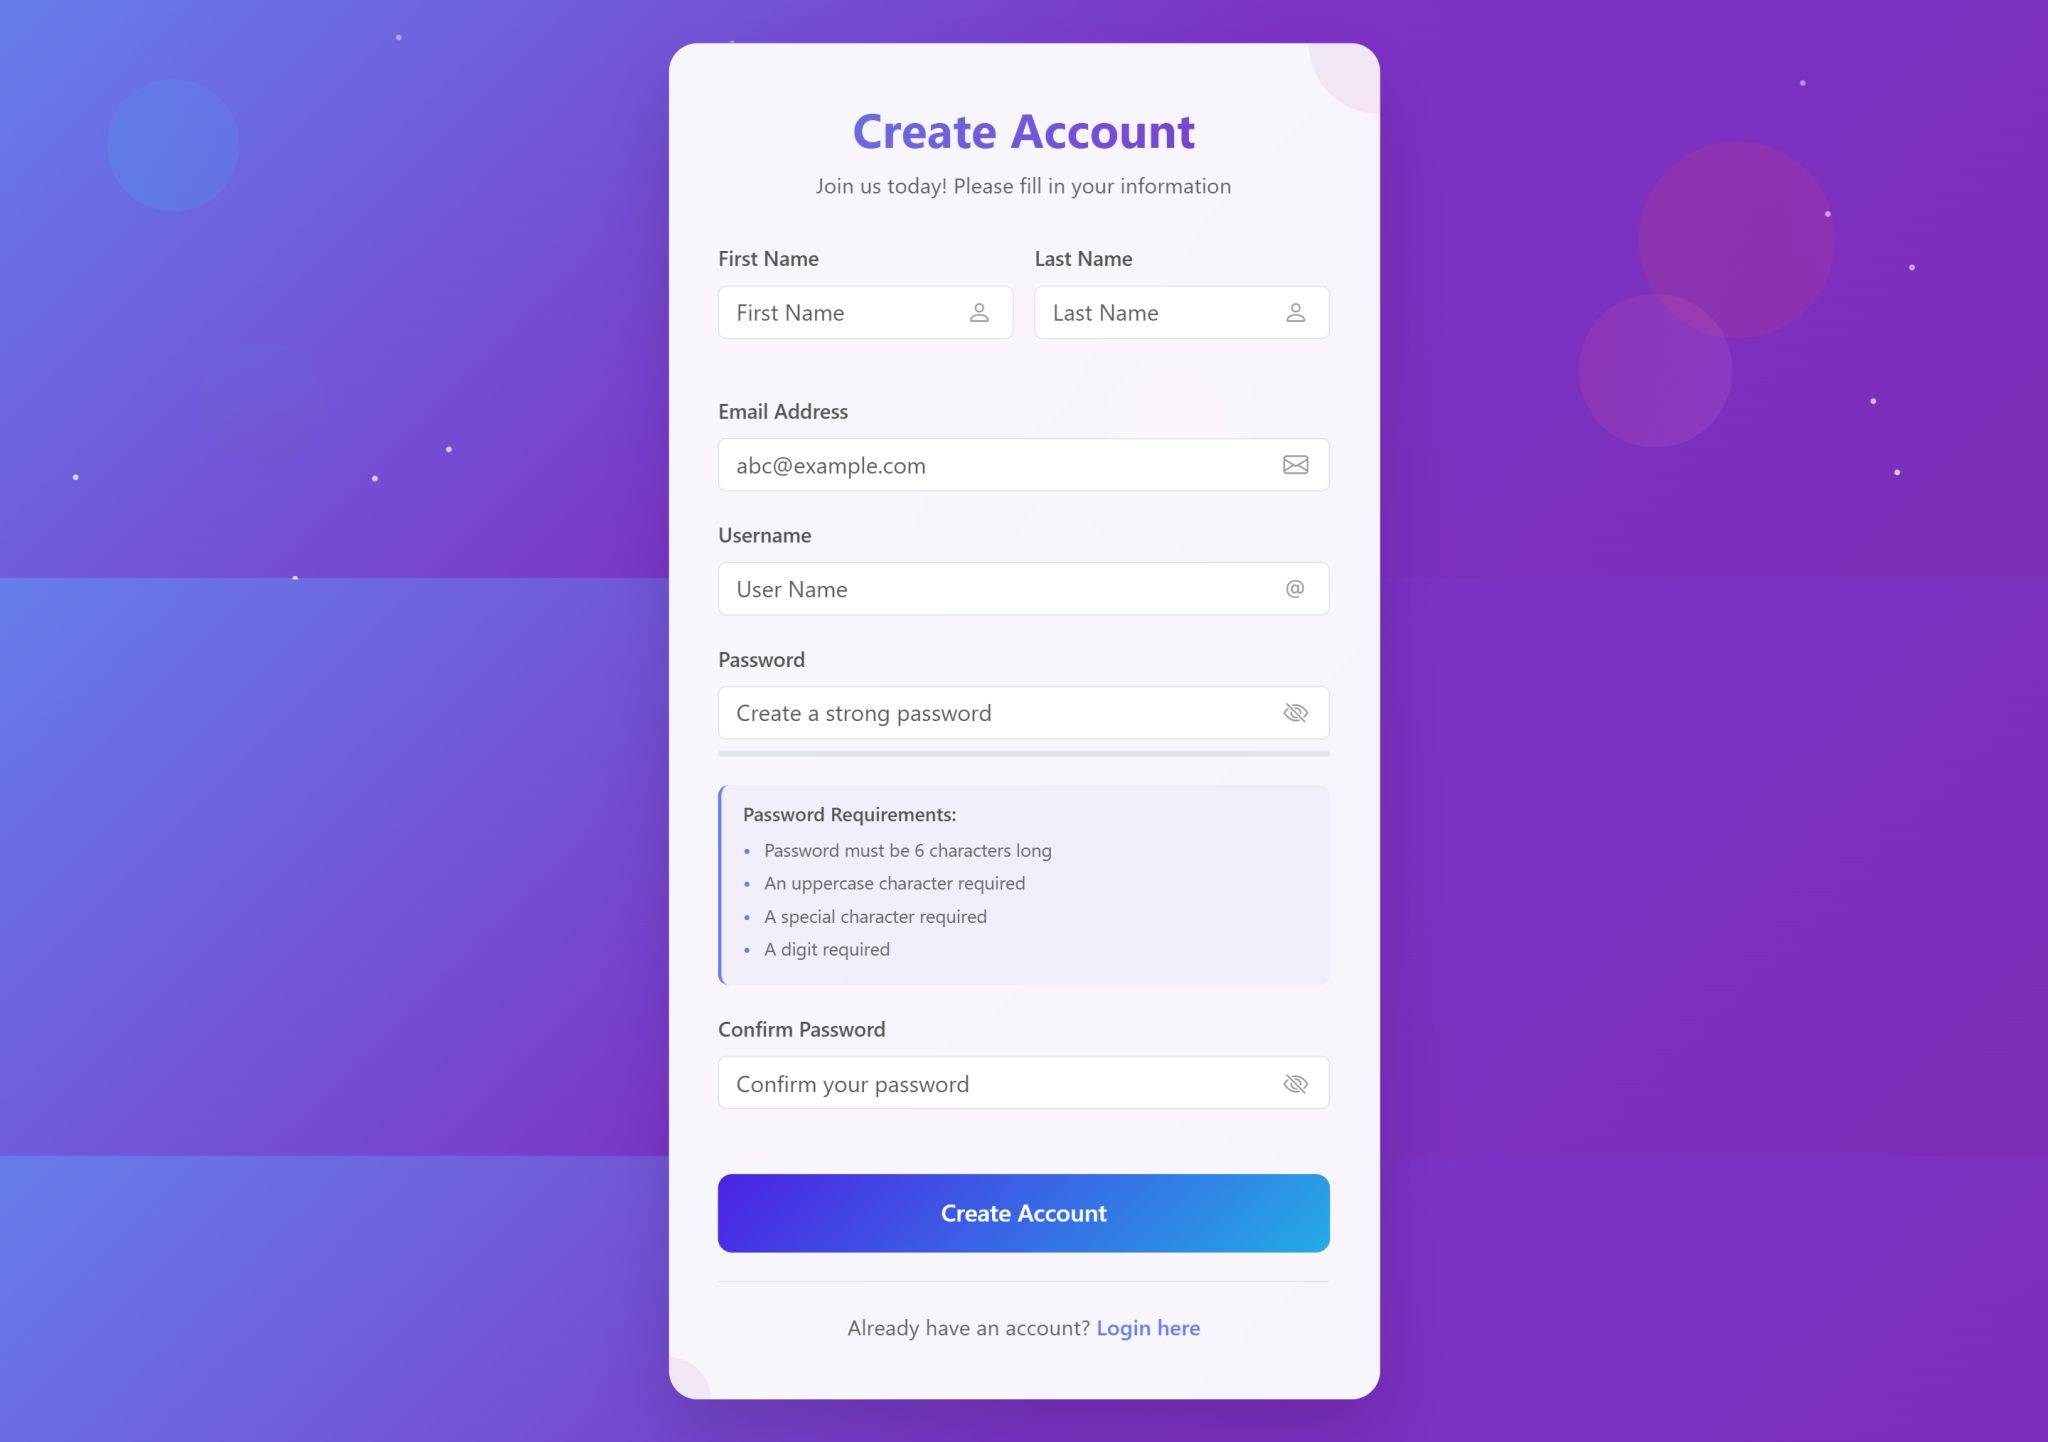 Create Account
Join us today! Please fill in your information
First Name
Last Name
First Name
Last Name
Email Address
abc@example.com
Username
User Name
@
Password
Create a strong password
Password Requirements:
• Password must be 6 characters long
• An uppercase character required
• A special character required
• A digit required
Confirm Password
Confirm your password
Create Account
Already have an account? Login here